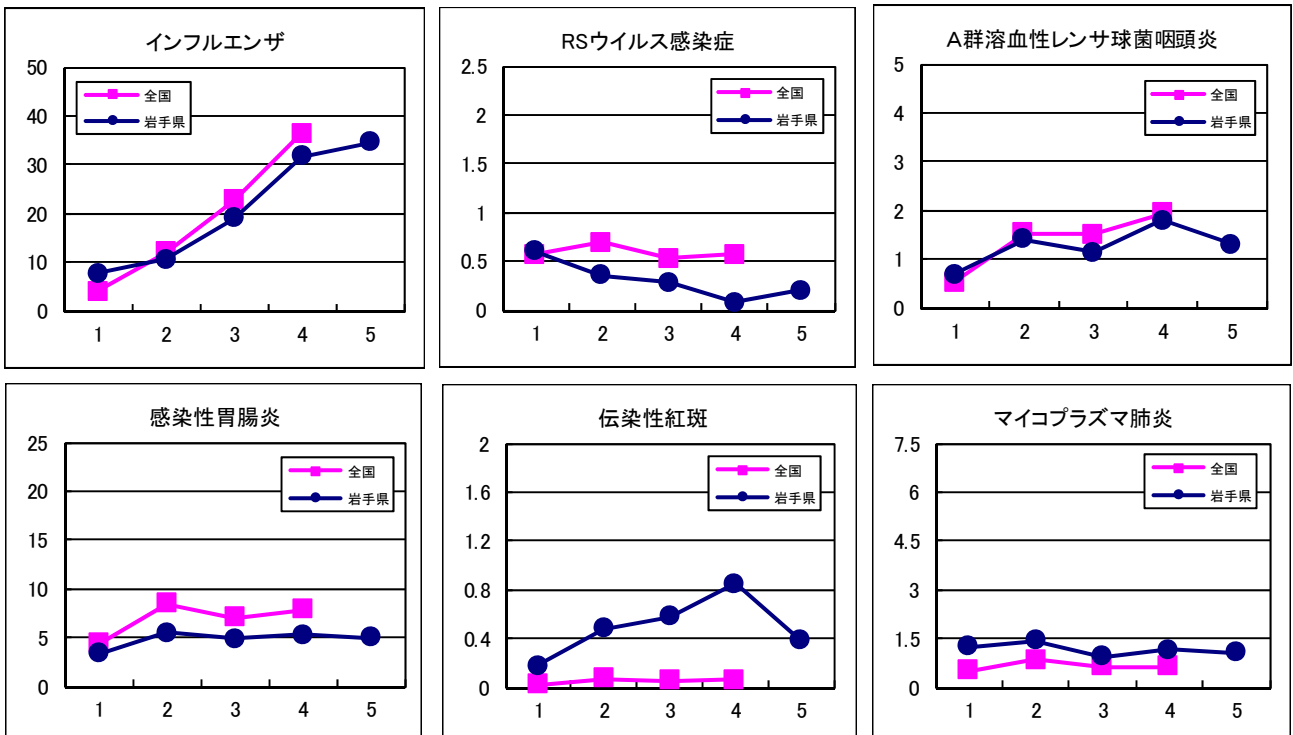 インフルエンザ
50
40
30
20
10
0
全国
岩手県
1 2 3 4 5
RSウイルス感染症
2.5
2
1.5
1
0.5
0
全国
岩手県
1 2 3 4 5
A群溶血性レンサ球菌咽頭炎
5
4
3
2
1
0
全国
岩手県
1 2 3 4 5
感染性胃腸炎
25
20
15
10
5
0
全国
岩手県
1 2 3 4 5
伝染性紅斑
2
1.6
1.2
0.8
0.4
0
全国
岩手県
1 2 3 4 5
マイコプラズマ肺炎
7.5
6
4.5
3
1.5
0
全国
岩手県
1 2 3 4 5